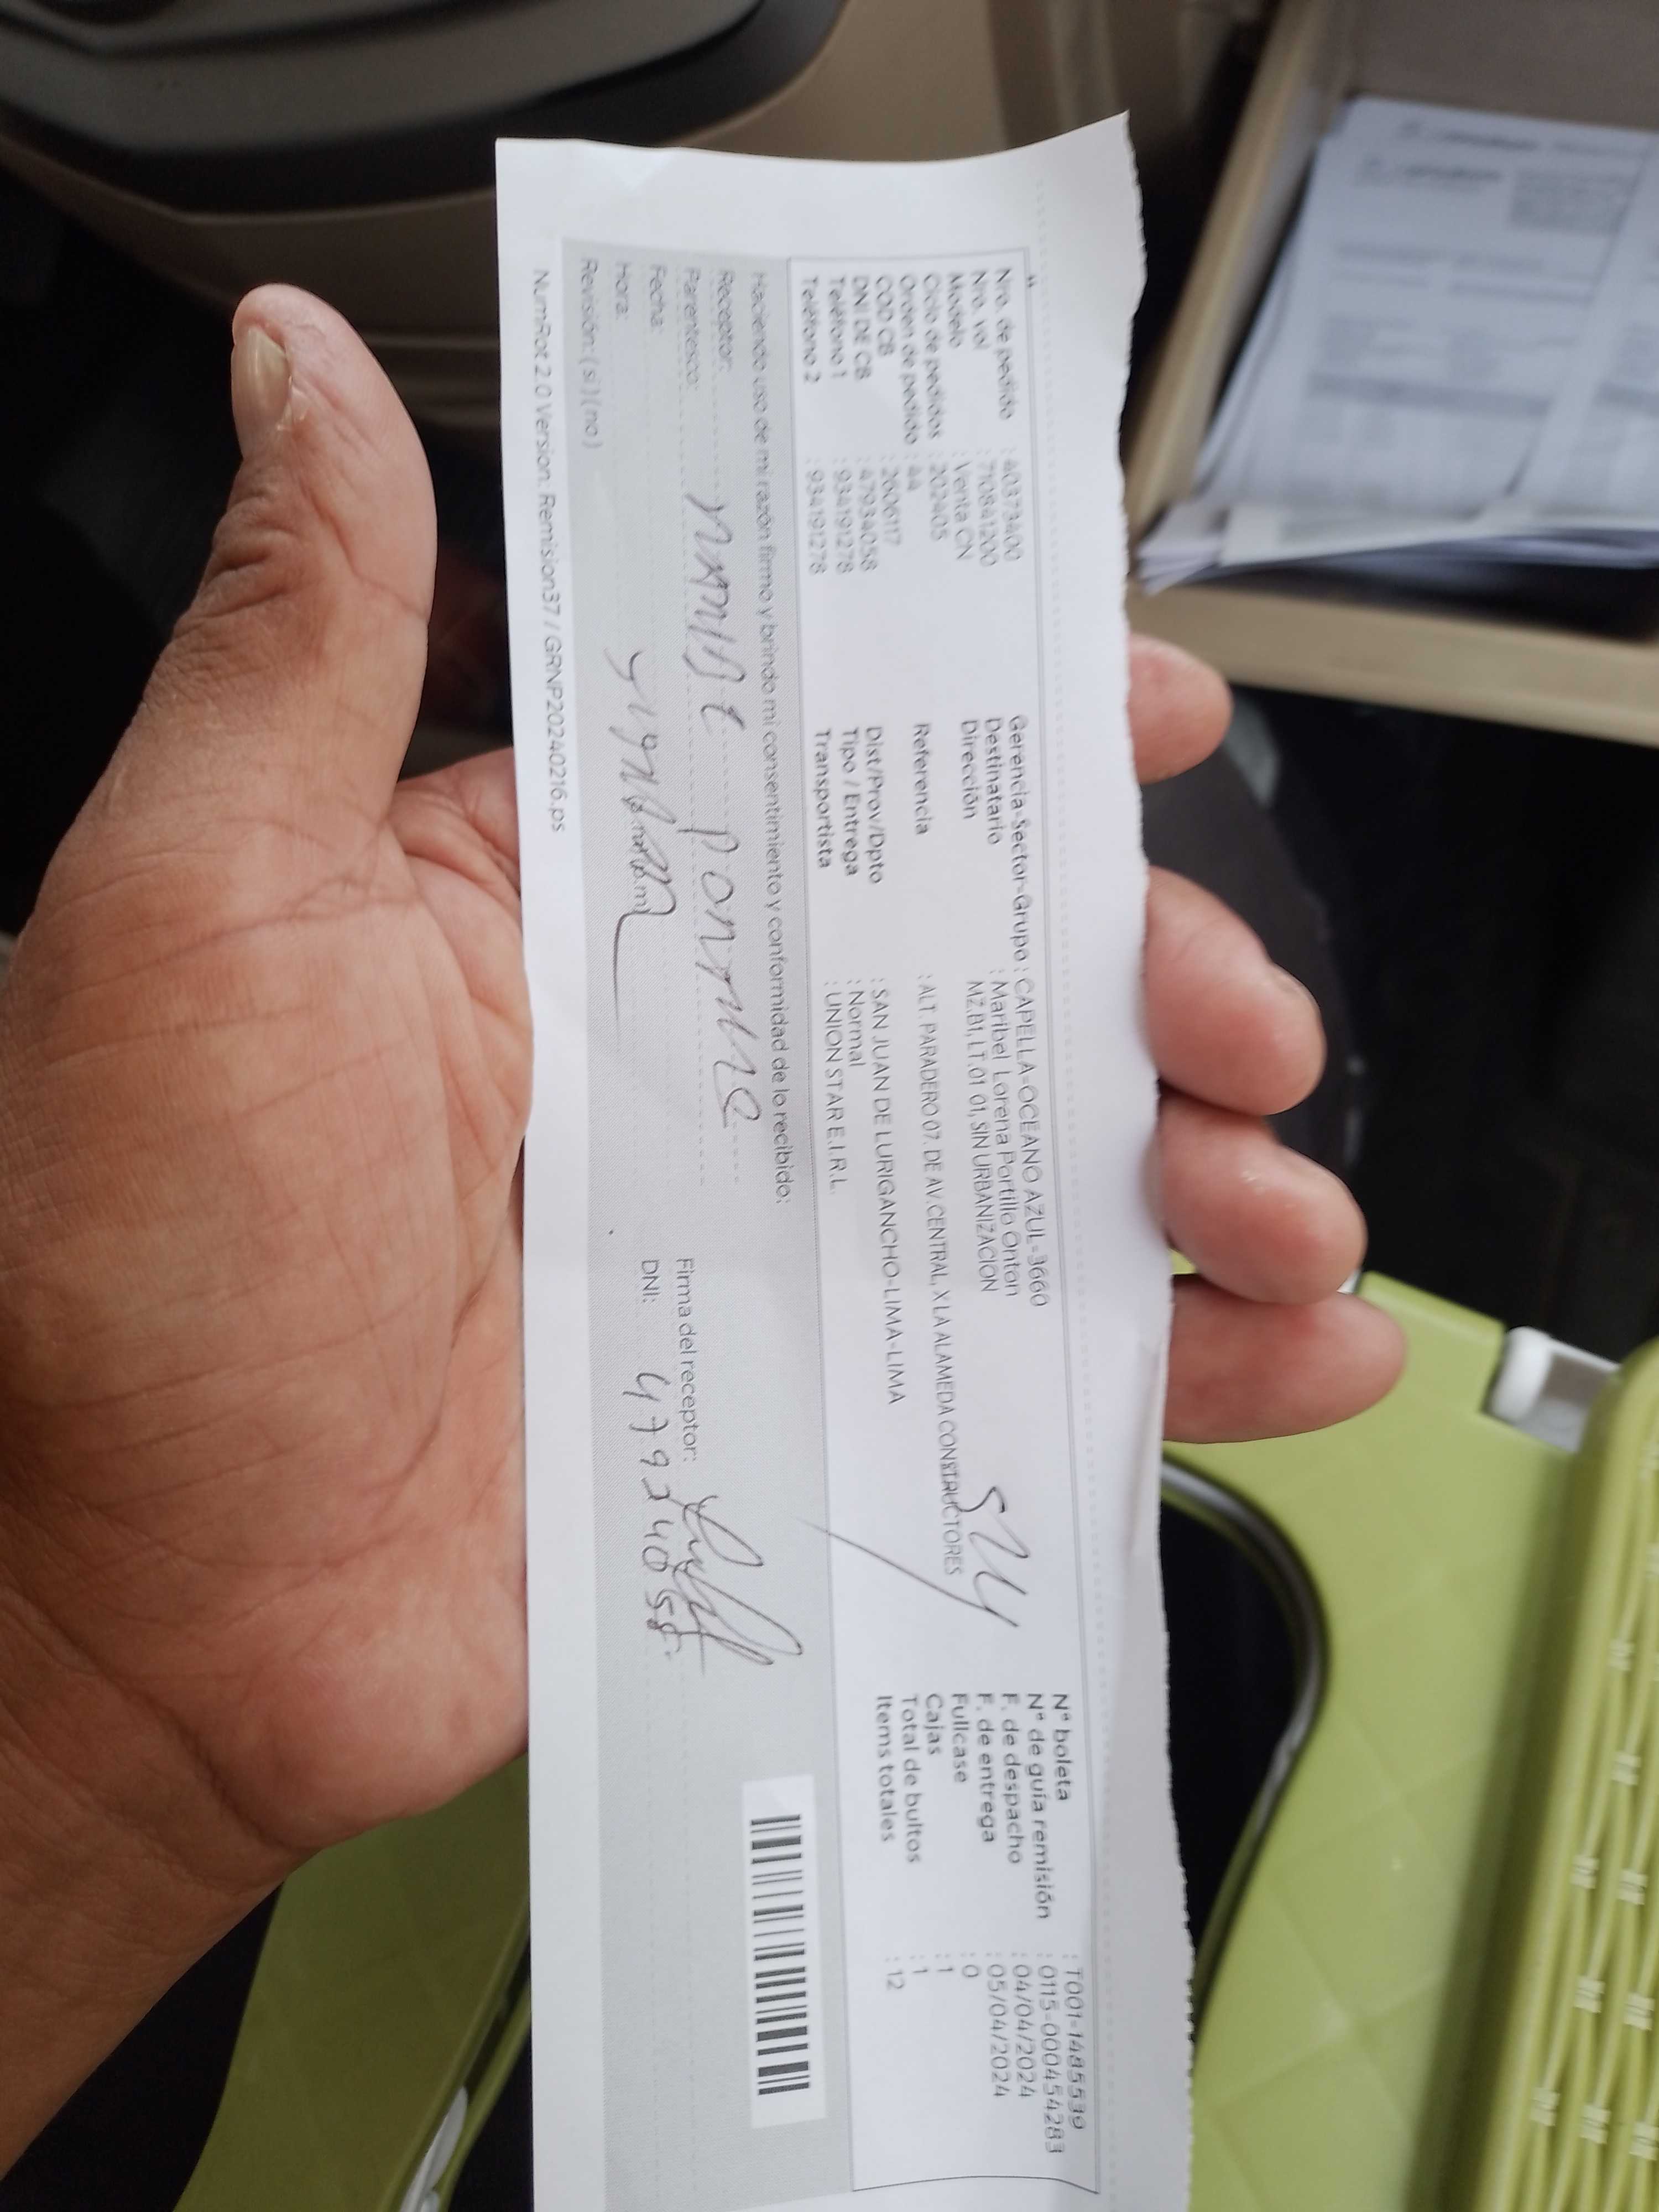 Nro. de pedido : 40373400
Nro. vol : 710841200
Modelo : Venta CN
Ciclo de pedidos : 202405
Orden de pedido : 44
COD CB : 2606117
DNI DE CB : 47934058
Teléfono 1 : 934191278
Teléfono 2 : 934191278
Gerencia-Sector-Grupo : CAPELLA-OCEANO AZUL-3660
Destinatario : Maribel Lorena Portillo Onton
Dirección MZ.B1, LT.01 01, SIN URBANIZACION
Referencia : ALT. PARADERO 07. DE AV.CENTRAL, X LA ALAMEDA CONSTRUCTORES
Dist/Prov/Dpto : SAN JUAN DE LURIGANCHO-LIMA-LIMA
Tipo / Entrega : Normal
Transportista : UNION STAR E.I.R.L.
N° boleta : T001-1485539
N° de guía remisión : 0115-000454283
F. de despacho : 04/04/2024
F. de entrega : 05/04/2024
Fullcase : 0
Cajas : 1
Total de bultos : 1
Items totales : 12
Haciendo uso de mi razón firmo y brindo mi consentimiento y conformidad de lo recibido:
Receptor:
Parentesco:
Fecha:
Hora:
Revisión: ( si ) ( no )
Firma del receptor:
DNI: 47934058
NumRot 2.0 Version. Remision37 / GRNP20240216.ps